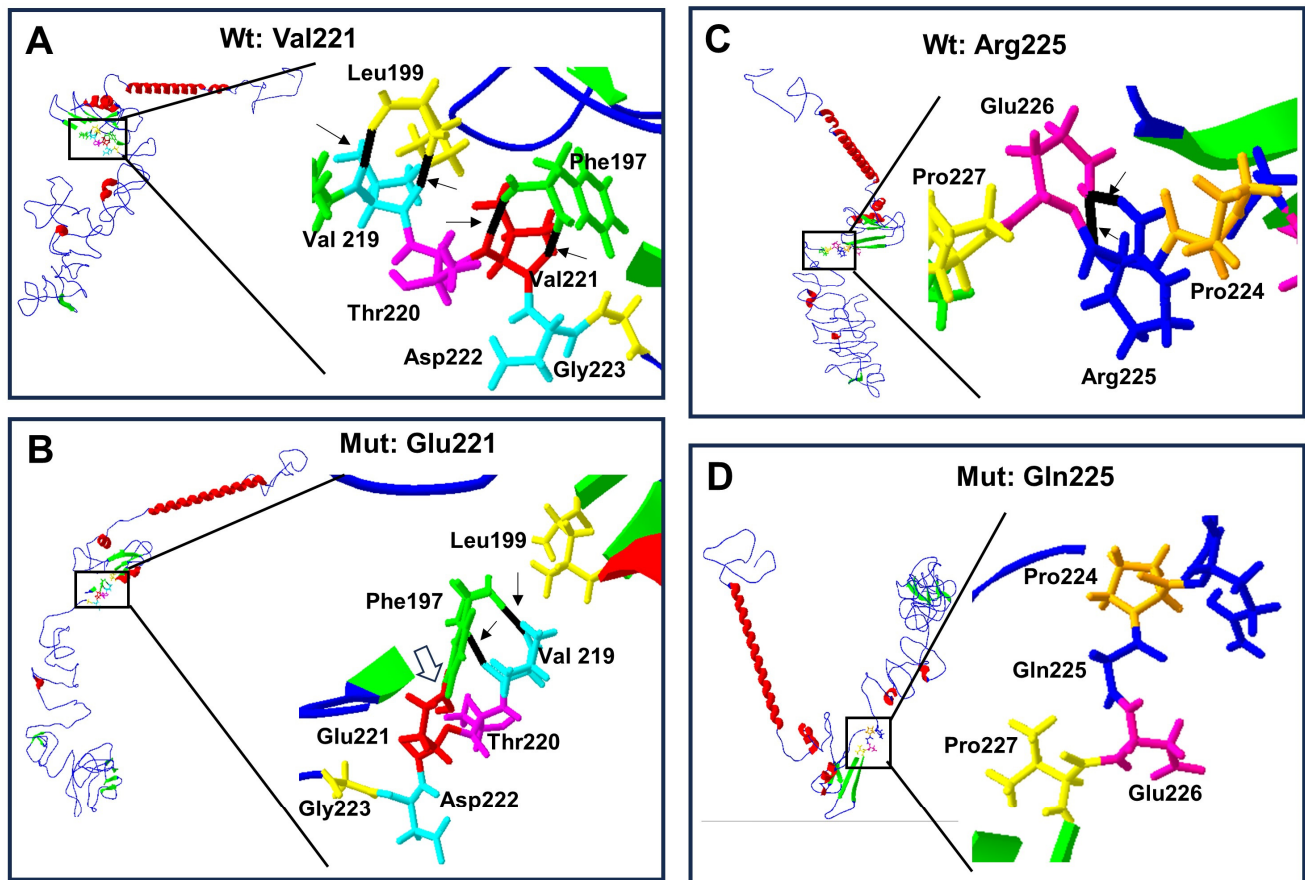 A
Wt: Val221
Leu199
Phe197
Val 219
Val221
Thr220
Asp222
Gly223
B
Mut: Glu221
Leu199
Phe197
Val 219
Glu221
Thr220
Gly223
Asp222
C
Wt: Arg225
Glu226
Pro227
Pro224
Arg225
D
Mut: Gln225
Pro224
Gln225
Pro227
Glu226